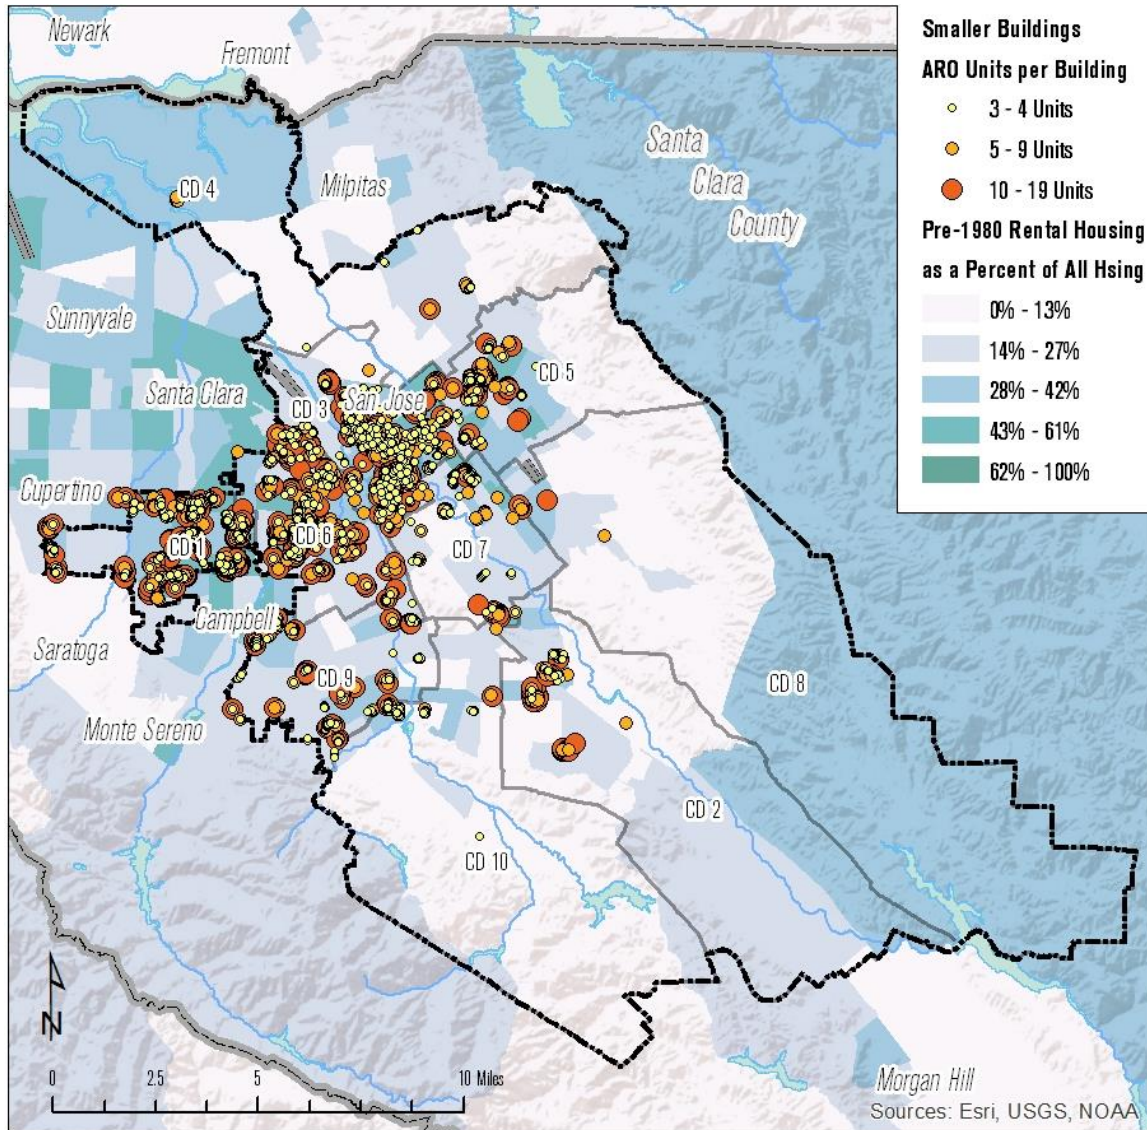 Newark
Fremont
CD 4
Milpitas
Santa
Clara
County
Sunnyvale
Santa Clara
CD 3
San Jose
CD 5
Cupertino
CD 1
CD 6
CD 7
Campbell
Saratoga
CD 9
CD 8
Monte Sereno
CD 2
CD 10
N
0 2.5 5 10 Miles
Morgan Hill
Sources: Esri, USGS, NOAA
Smaller Buildings
ARO Units per Building
3 - 4 Units
5 - 9 Units
10 - 19 Units
Pre-1980 Rental Housing
as a Percent of All Hsing
0% - 13%
14% - 27%
28% - 42%
43% - 61%
62% - 100%